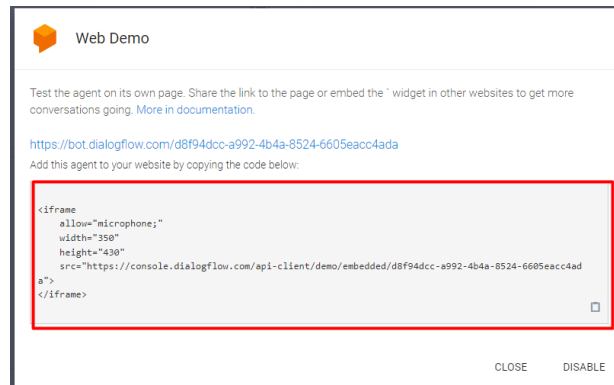 Web Demo
Test the agent on its own page. Share the link to the page or embed the ` widget in other websites to get more
conversations going. More in documentation.
https://bot.dialogflow.com/d8f94dcc-a992-4b4a-8524-6605eacc4ada
Add this agent to your website by copying the code below:
<iframe
    allow="microphone;"
    width="350"
    height="430"
    src="https://console.dialogflow.com/api-client/demo/embedded/d8f94dcc-a992-4b4a-8524-6605eacc4ad
a">
</iframe>
CLOSE DISABLE